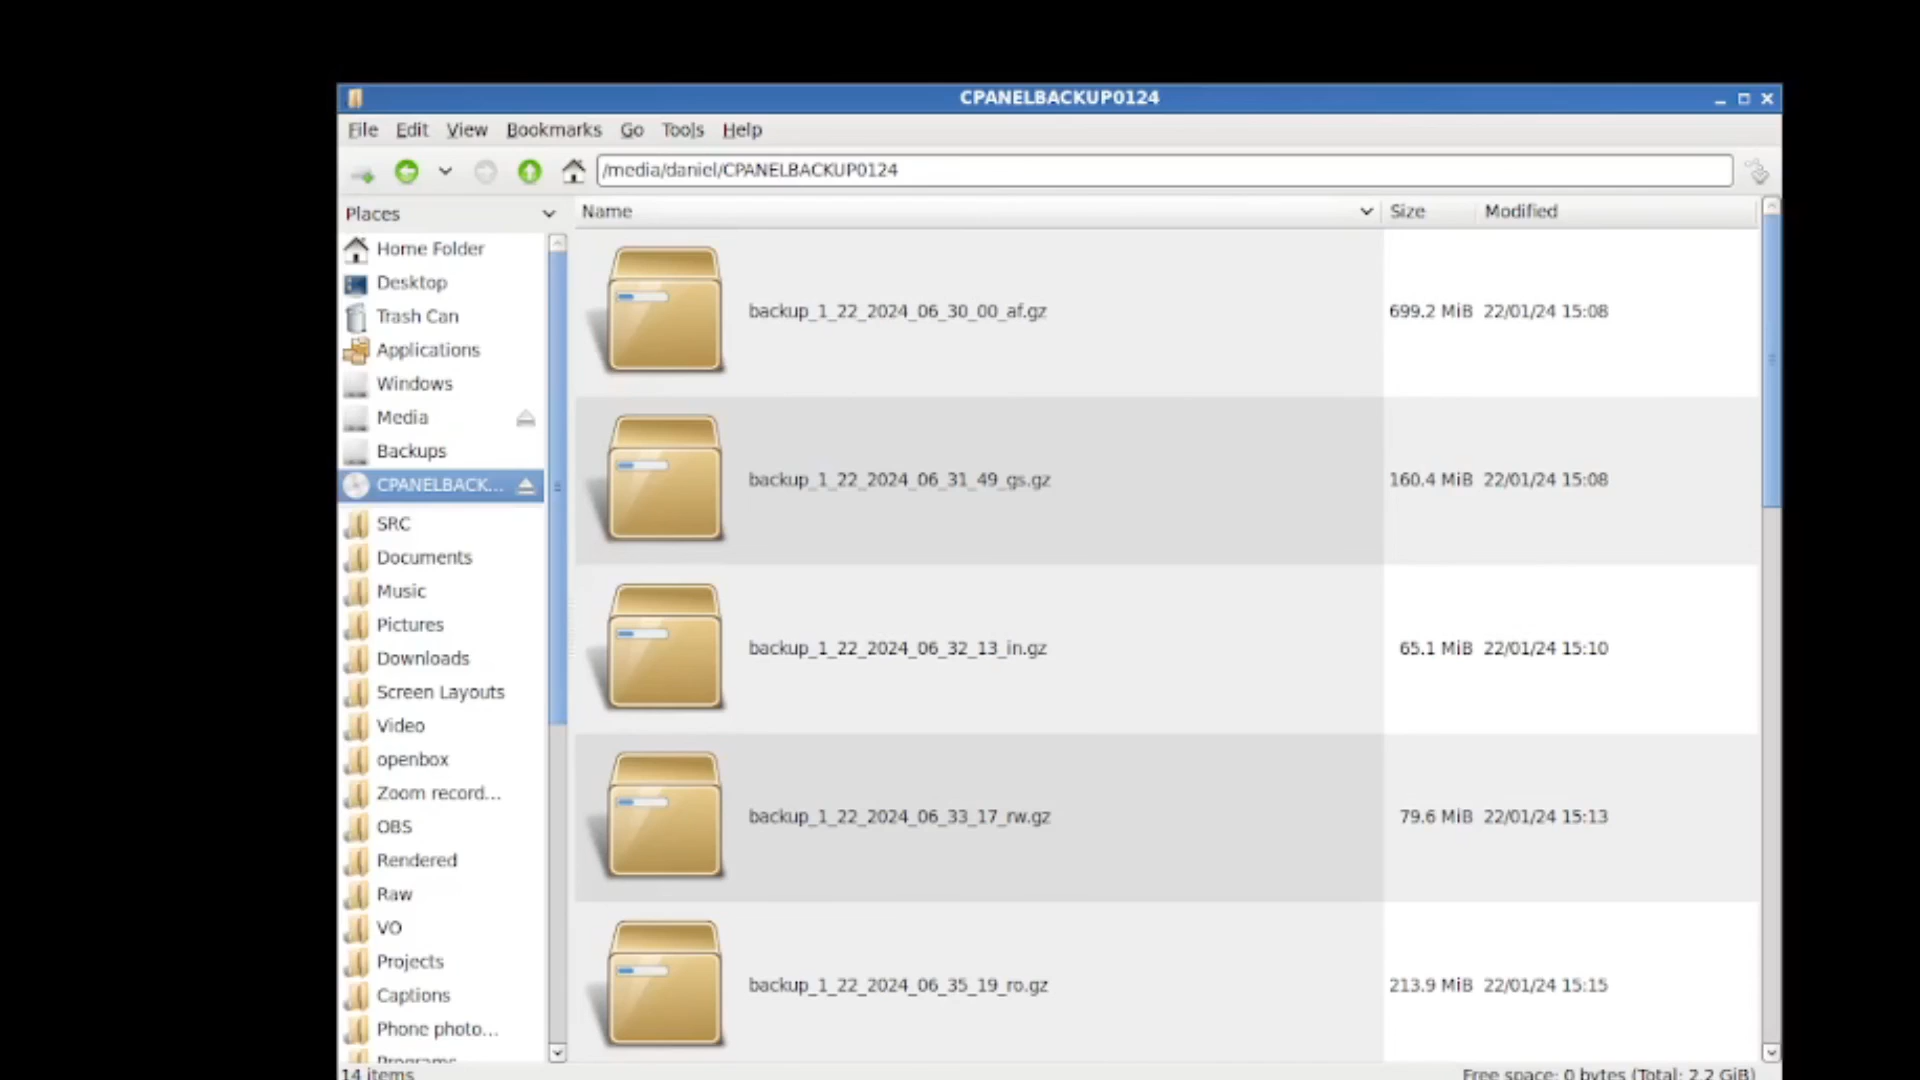 CPANELBACKUP0124
File Edit View Bookmarks Go Tools Help
/media/daniel/CPANELBACKUP0124
Places
Name Size Modified
Home Folder
Desktop
Trash Can
Applications
Windows
Media
Backups
CPANELBACK...
SRC
Documents
Music
Pictures
Downloads
Screen Layouts
Video
openbox
Zoom record...
OBS
Rendered
Raw
VO
Projects
Captions
Phone photo...
Programs
backup_1_22_2024_06_30_00_af.gz 699.2 MiB 22/01/24 15:08
backup_1_22_2024_06_31_49_gs.gz 160.4 MiB 22/01/24 15:08
backup_1_22_2024_06_32_13_in.gz 65.1 MiB 22/01/24 15:10
backup_1_22_2024_06_33_17_rw.gz 79.6 MiB 22/01/24 15:13
backup_1_22_2024_06_35_19_ro.gz 213.9 MiB 22/01/24 15:15
14 items
Free space: 0 bytes (Total: 2.2 GiB)